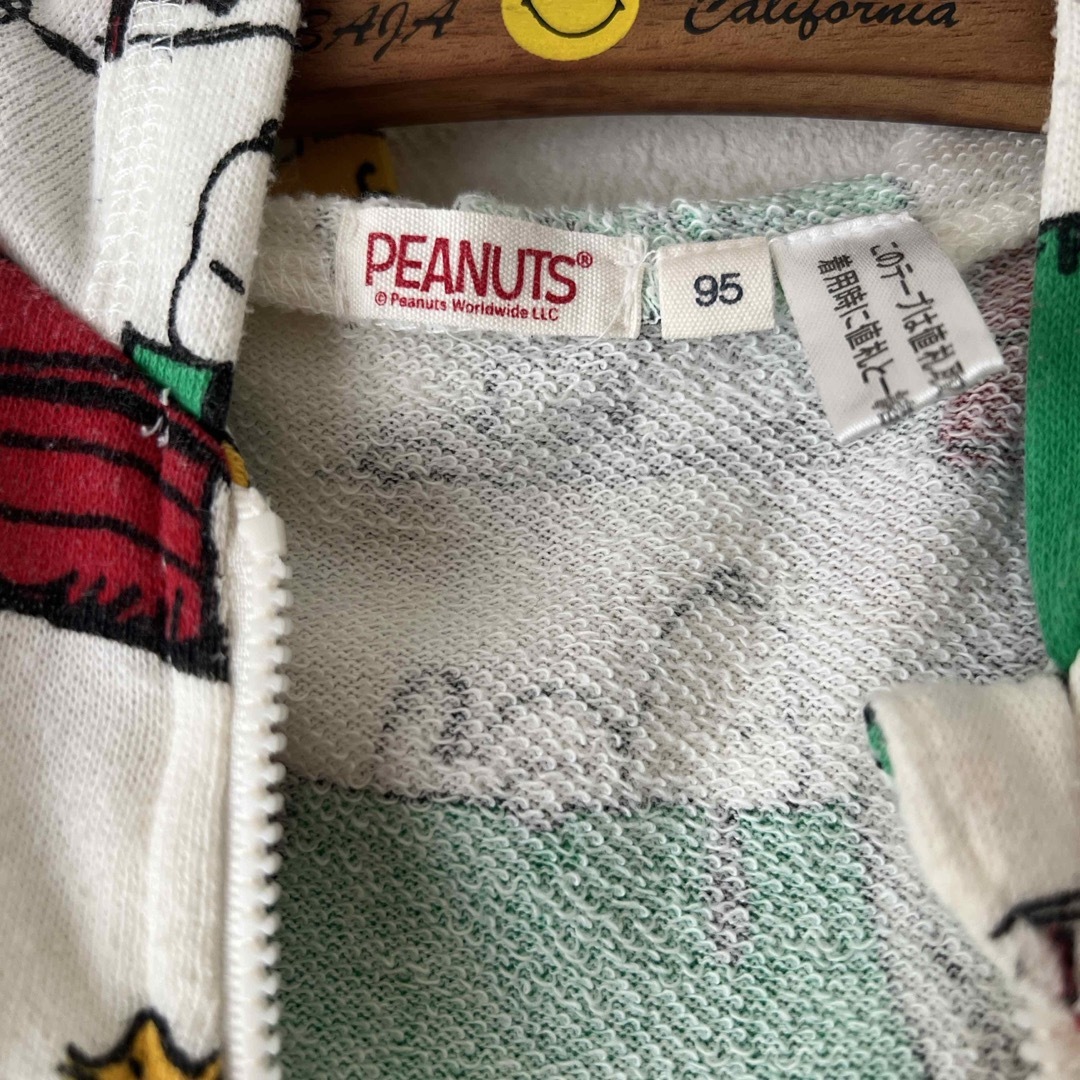 BAJA California
PEANUTS®
© Peanuts Worldwide LLC
95
このテープは値札
着用時に値札と一